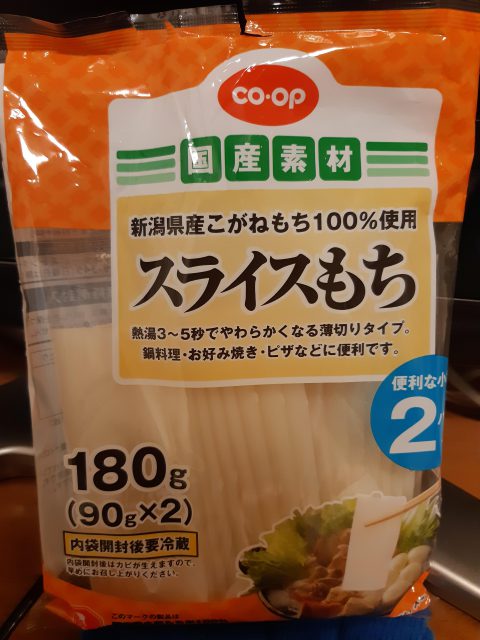 CO・OP
国産素材
新潟県産こがねもち100%使用
スライスもち
熱湯3〜5秒でやわらかくなる薄切りタイプ。
鍋料理・お好み焼き・ピザなどに便利です。
便利な小
2
180g
(90g×2)
内袋開封後要冷蔵
内袋開封後はカビが生えますので、
早めにお召し上がりください。
このマークの製品は